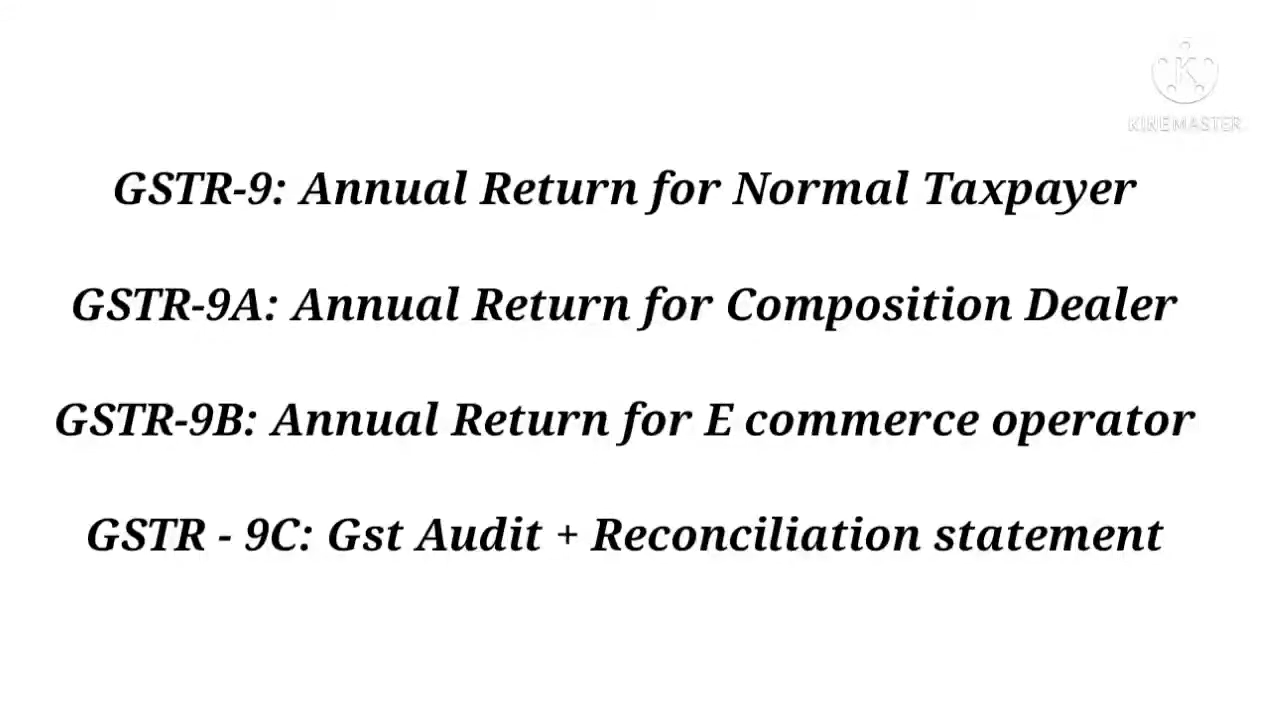 KINEMASTER
GSTR-9: Annual Return for Normal Taxpayer
GSTR-9A: Annual Return for Composition Dealer
GSTR-9B: Annual Return for E commerce operator
GSTR - 9C: Gst Audit + Reconciliation statement